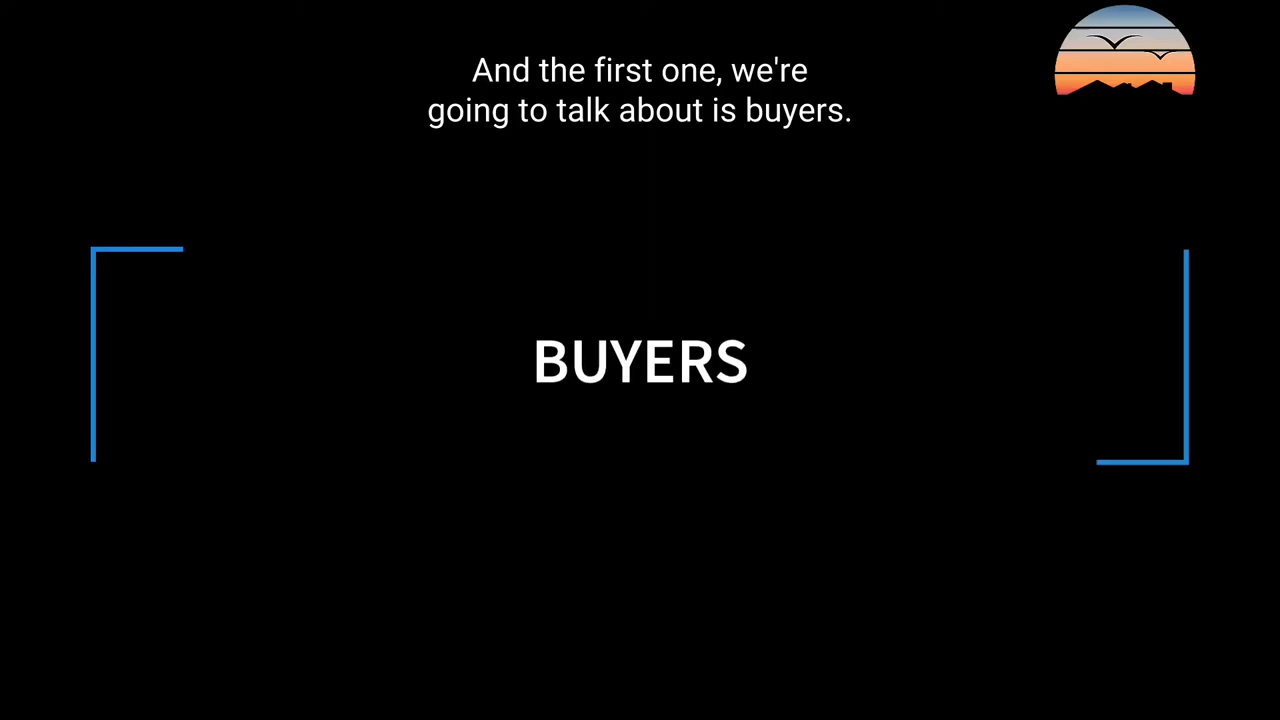 And the first one, we're
going to talk about is buyers.
BUYERS